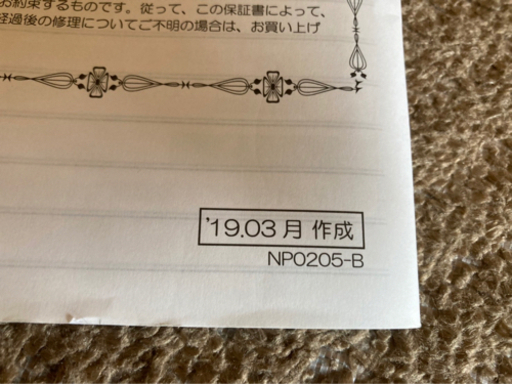 お約束するものです。従って、この保証書によって、
経過後の修理についてご不明の場合は、お買い上げ
'19.03月 作成
NP0205-B